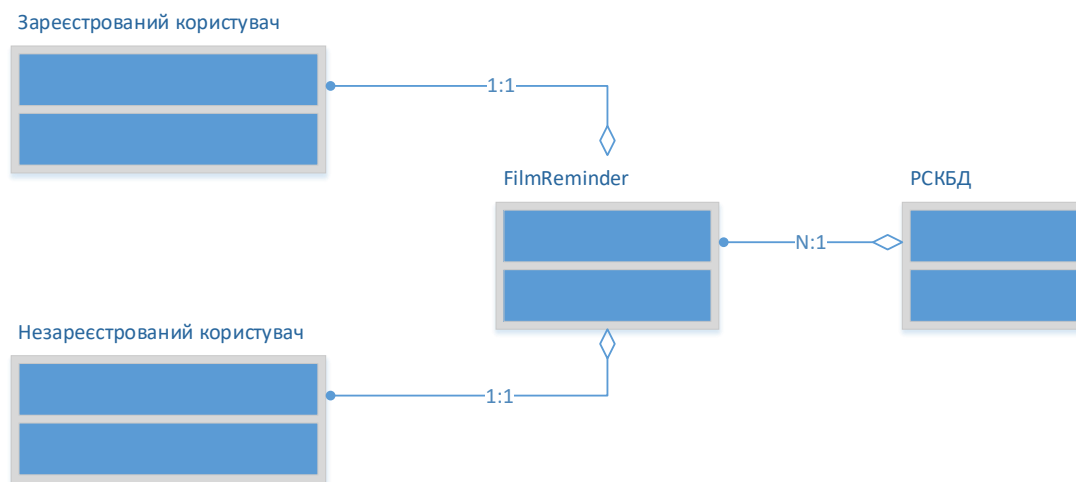 Зареєстрований користувач
1:1
FilmReminder
РСКБД
N:1
Незареєстрований користувач
1:1